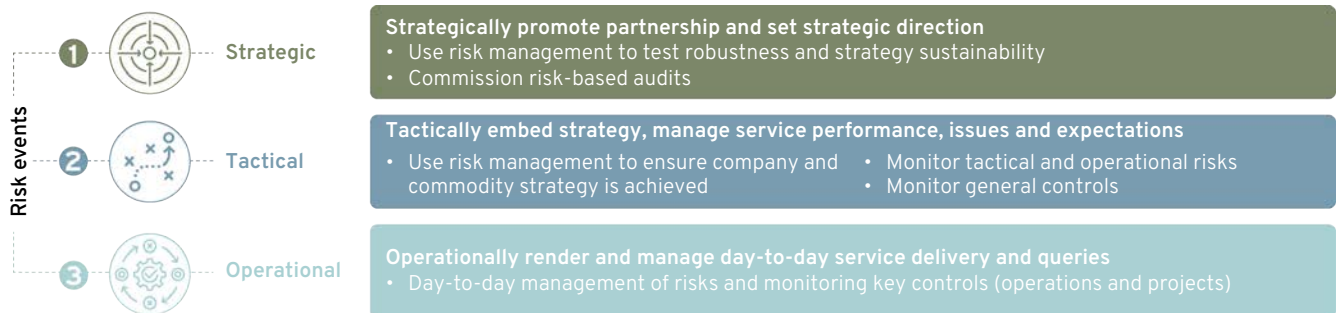 Risk events
1
Strategic
Strategically promote partnership and set strategic direction
• Use risk management to test robustness and strategy sustainability
• Commission risk-based audits
2
Tactical
Tactically embed strategy, manage service performance, issues and expectations
• Use risk management to ensure company and
commodity strategy is achieved
• Monitor tactical and operational risks
• Monitor general controls
3
Operational
Operationally render and manage day-to-day service delivery and queries
• Day-to-day management of risks and monitoring key controls (operations and projects)